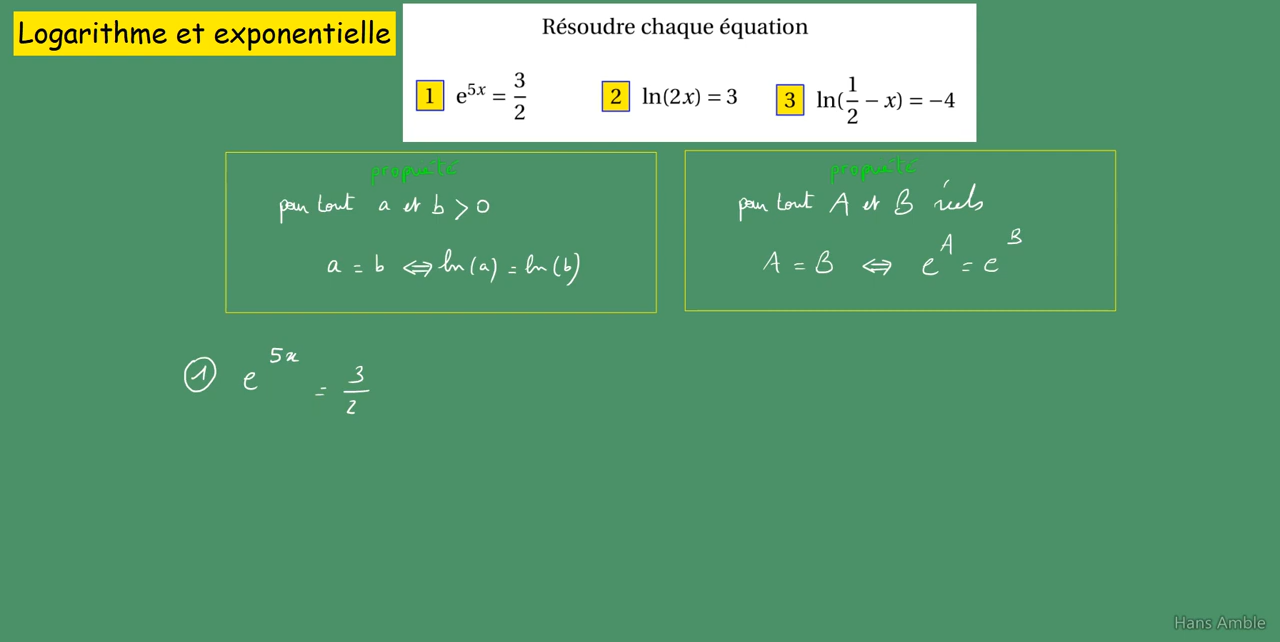 Logarithme et exponentielle
Résoudre chaque équation
1 e^{5x} = 3/2
2 ln(2x) = 3
3 ln(1/2 − x) = −4
propriété
pour tout a et b > 0
a = b ⇔ ln(a) = ln(b)
propriété
pour tout A et B réels
A = B ⇔ e^A = e^B
① e^{5x} = 3/2
Hans Amble